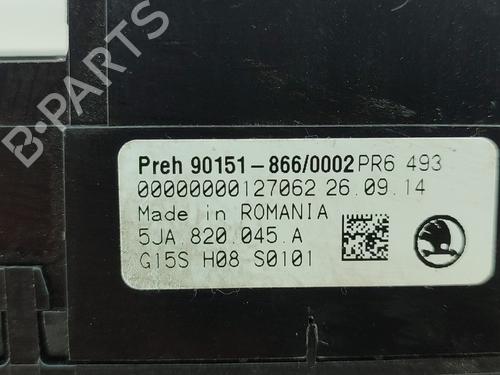 B-PARTS
Preh 90151-866/0002 PR6 493
00000000127062 26.09.14
Made in ROMANIA
5JA.820.045.A
G15S H08 S0101